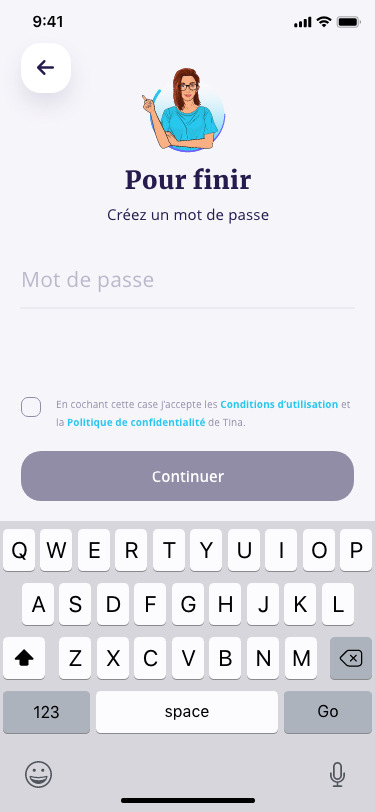 9:41
Pour finir
Créez un mot de passe
Mot de passe
En cochant cette case j'accepte les Conditions d'utilisation et
la Politique de confidentialité de Tina.
Continuer
Q W E R T Y U I O P
A S D F G H J K L
Z X C V B N M
123 space Go